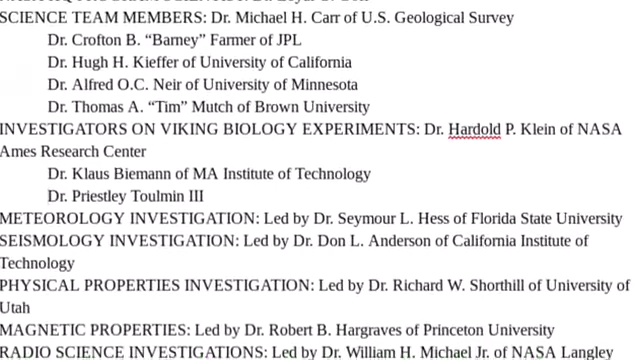 SCIENCE TEAM MEMBERS: Dr. Michael H. Carr of U.S. Geological Survey
Dr. Crofton B. “Barney” Farmer of JPL
Dr. Hugh H. Kieffer of University of California
Dr. Alfred O.C. Neir of University of Minnesota
Dr. Thomas A. “Tim” Mutch of Brown University
INVESTIGATORS ON VIKING BIOLOGY EXPERIMENTS: Dr. Hardold P. Klein of NASA
Ames Research Center
Dr. Klaus Biemann of MA Institute of Technology
Dr. Priestley Toulmin III
METEOROLOGY INVESTIGATION: Led by Dr. Seymour L. Hess of Florida State University
SEISMOLOGY INVESTIGATION: Led by Dr. Don L. Anderson of California Institute of
Technology
PHYSICAL PROPERTIES INVESTIGATION: Led by Dr. Richard W. Shorthill of University of
Utah
MAGNETIC PROPERTIES: Led by Dr. Robert B. Hargraves of Princeton University
RADIO SCIENCE INVESTIGATIONS: Led by Dr. William H. Michael Jr. of NASA Langley